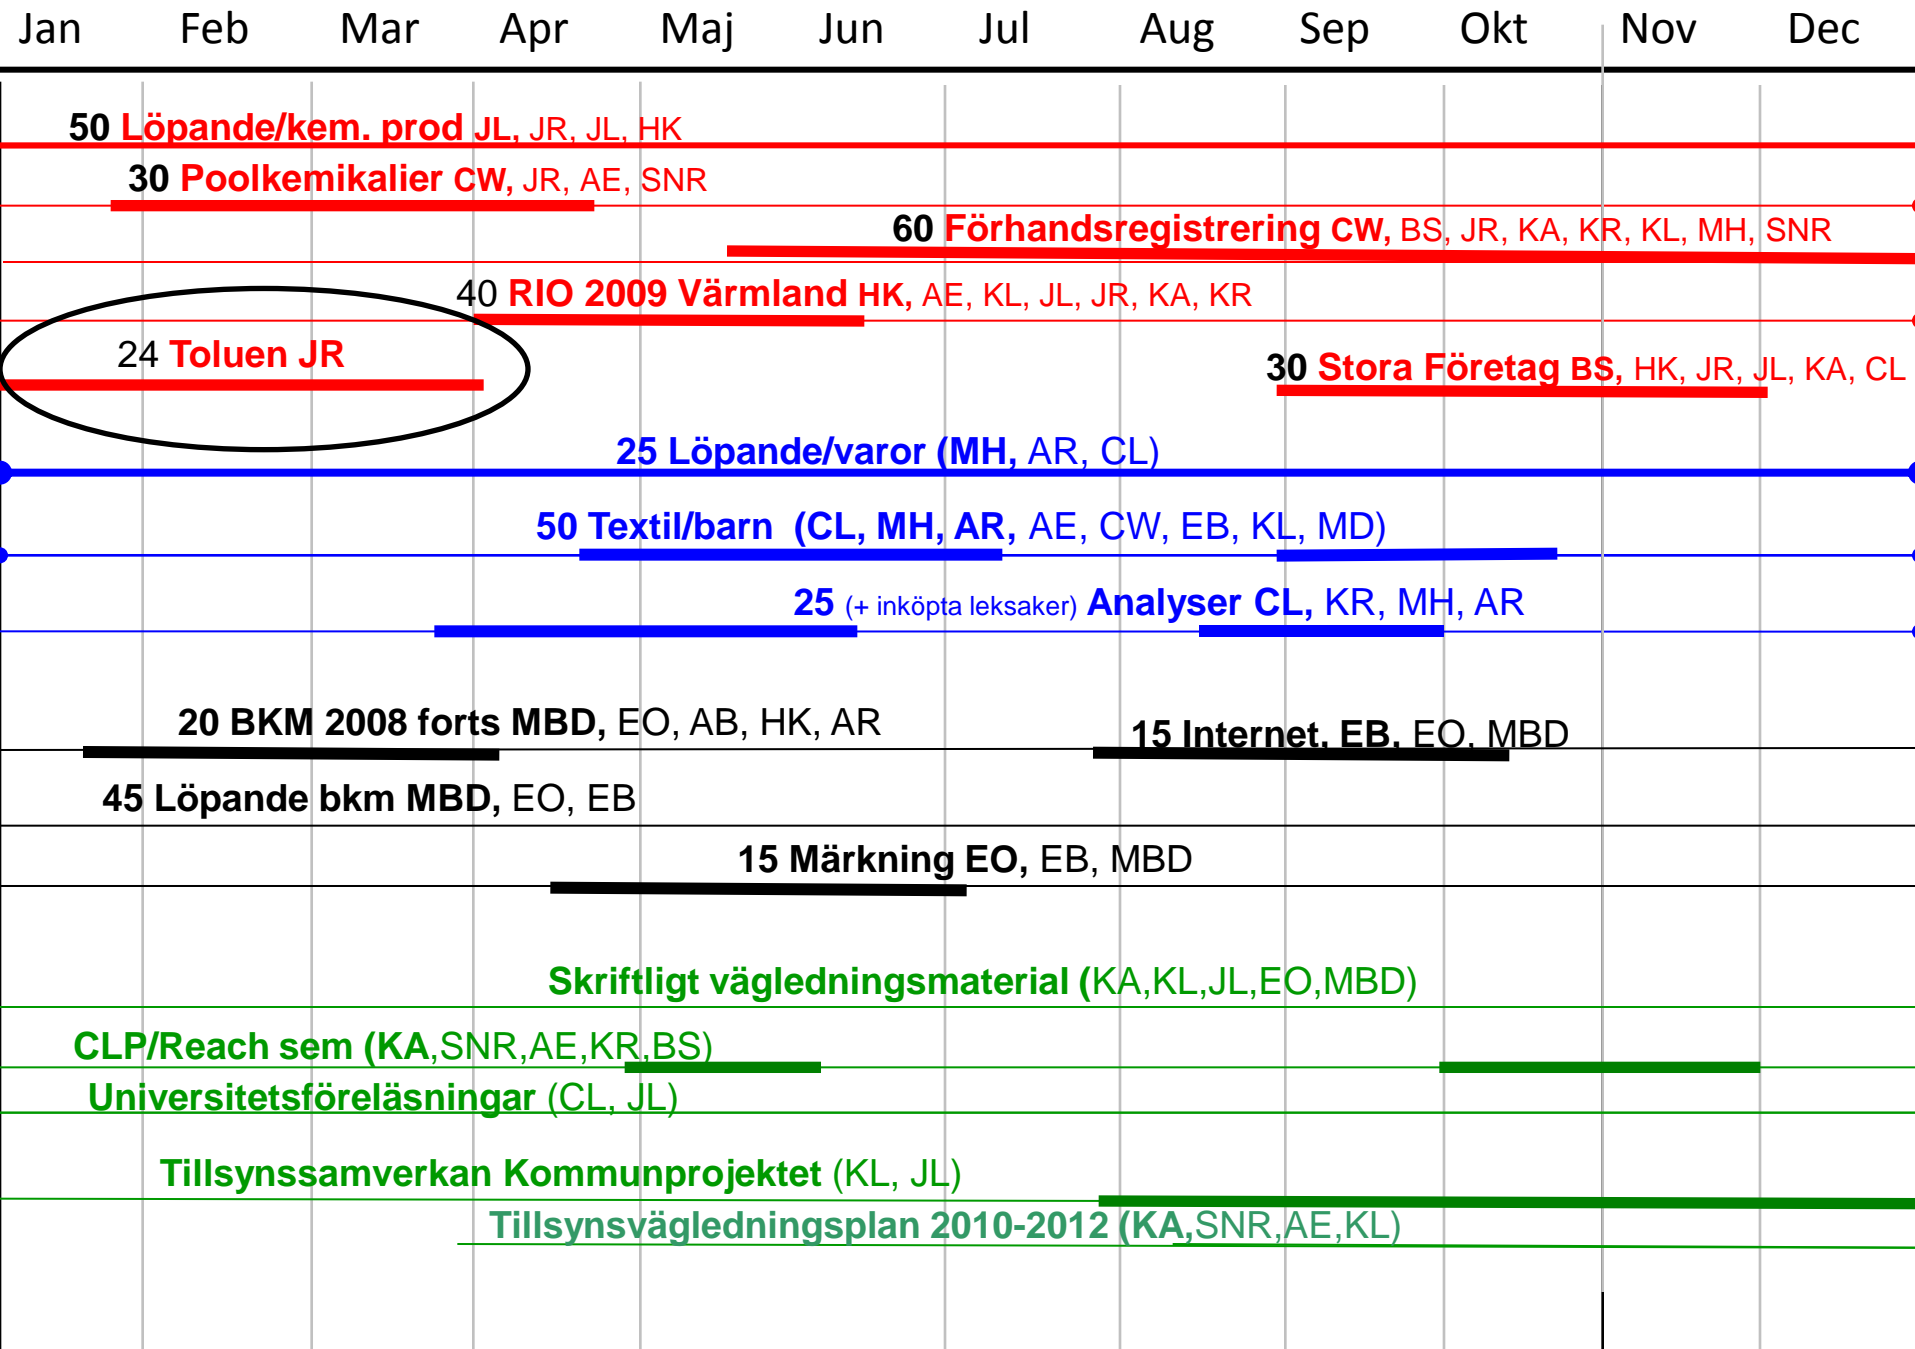 Jan Feb Mar Apr Maj Jun Jul Aug Sep Okt Nov Dec
50 Löpande/kem. prod JL, JR, JL, HK
30 Poolkemikalier CW, JR, AE, SNR
60 Förhandsregistrering CW, BS, JR, KA, KR, KL, MH, SNR
40 RIO 2009 Värmland HK, AE, KL, JL, JR, KA, KR
24 Toluen JR
30 Stora Företag BS, HK, JR, JL, KA, CL
25 Löpande/varor (MH, AR, CL)
50 Textil/barn (CL, MH, AR, AE, CW, EB, KL, MD)
25 (+ inköpta leksaker) Analyser CL, KR, MH, AR
20 BKM 2008 forts MBD, EO, AB, HK, AR
15 Internet, EB, EO, MBD
45 Löpande bkm MBD, EO, EB
15 Märkning EO, EB, MBD
Skriftligt vägledningsmaterial (KA,KL,JL,EO,MBD)
CLP/Reach sem (KA,SNR,AE,KR,BS)
Universitetsföreläsningar (CL, JL)
Tillsynssamverkan Kommunprojektet (KL, JL)
Tillsynsvägledningsplan 2010-2012 (KA,SNR,AE,KL)